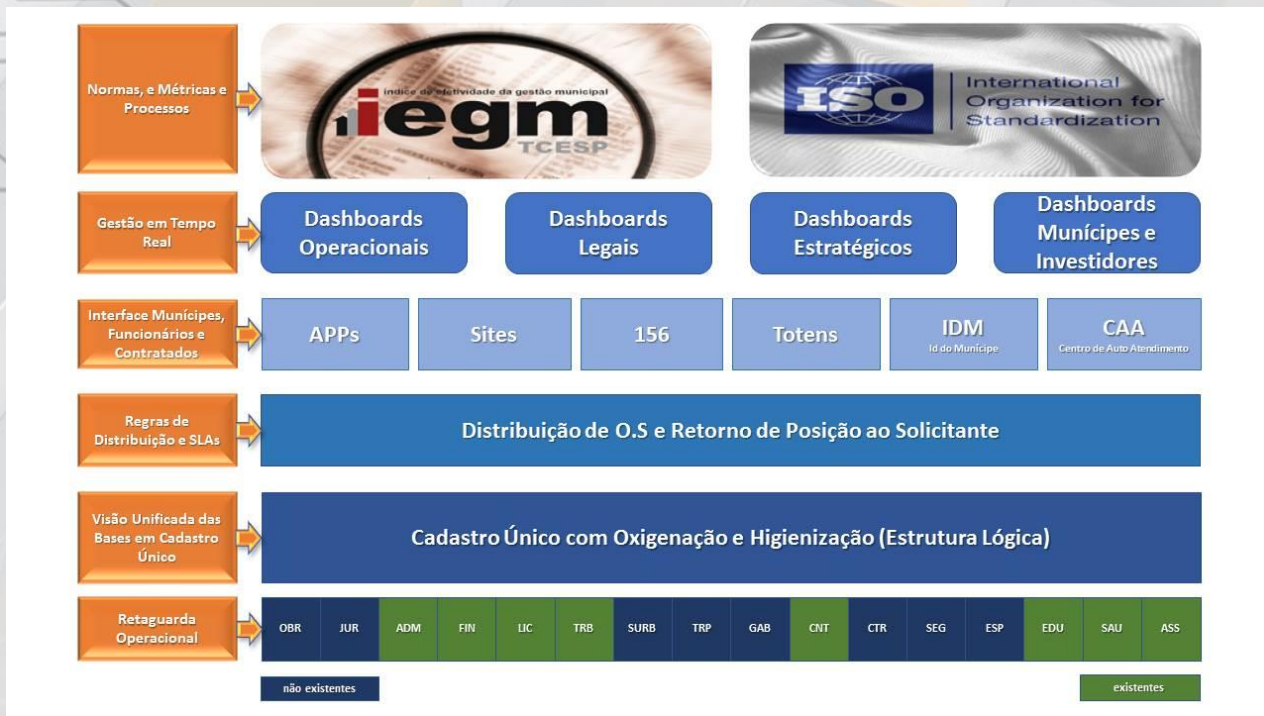 Normas, e Métricas e
Processos
índice de efetividade da gestão municipal
iegm
TCESP
ISO
International
Organization for
Standardization
Gestão em Tempo
Real
Dashboards
Operacionais
Dashboards
Legais
Dashboards
Estratégicos
Dashboards
Munícipes e
Investidores
Interface Munícipes,
Funcionários e
Contratados
APPs
Sites
156
Totens
IDM
Id do Munícipe
CAA
Centro de Auto Atendimento
Regras de
Distribuição e SLAs
Distribuição de O.S e Retorno de Posição ao Solicitante
Visão Unificada das
Bases em Cadastro
Único
Cadastro Único com Oxigenação e Higienização (Estrutura Lógica)
Retaguarda
Operacional
OBR JUR ADM FIN LIC TRB SURB TRP GAB CNT CTR SEG ESP EDU SAU ASS
não existentes
existentes